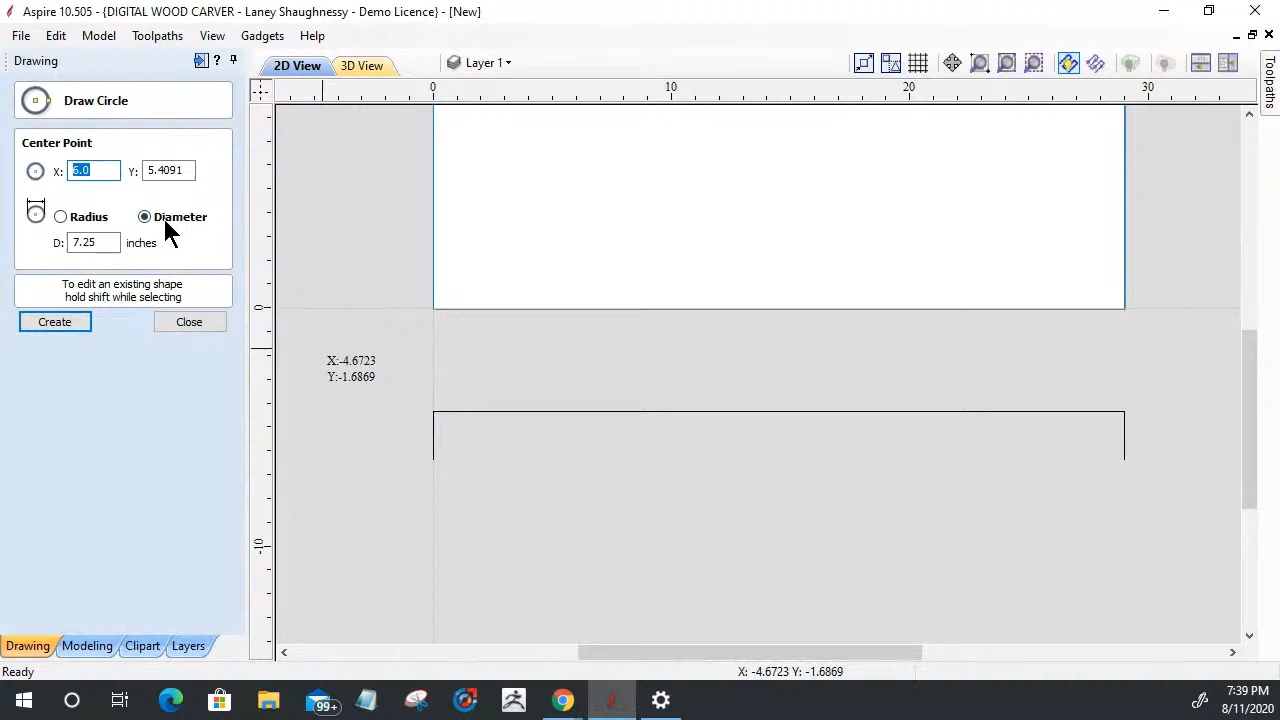 Aspire 10.505 - {DIGITAL WOOD CARVER - Laney Shaughnessy - Demo Licence} - [New]
File Edit Model Toolpaths View Gadgets Help
Drawing
2D View 3D View Layer 1
Toolpaths
Draw Circle
0 10 20 30
Center Point
X: 6.0 Y: 5.4091
Radius Diameter
D: 7.25 inches
To edit an existing shape
hold shift while selecting
Create Close
0
X:-4.6723
Y:-1.6869
-10
Drawing Modeling Clipart Layers
Ready X: -4.6723 Y: -1.6869
99+
7:39 PM
8/11/2020